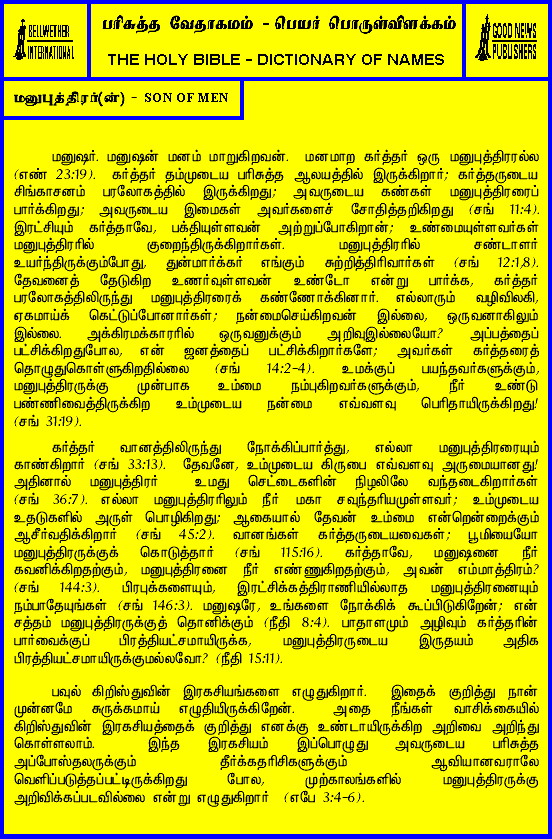 BELLWETHER
INTERNATIONAL
பரிசுத்த வேதாகமம் - பெயர் பொருள்விளக்கம்
THE HOLY BIBLE - DICTIONARY OF NAMES
GOOD NEWS
PUBLISHERS
மனுபுத்திரர்(ன்) - SON OF MEN
மனுஷர். மனுஷன் மனம் மாறுகிறவன். மனமாற கர்த்தர் ஒரு மனுபுத்திரரல்ல
(எண் 23:19). கர்த்தர் தம்முடைய பரிசுத்த ஆலயத்தில் இருக்கிறார்; கர்த்தருடைய
சிங்காசனம் பரலோகத்தில் இருக்கிறது; அவருடைய கண்கள் மனுபுத்திரரைப்
பார்க்கிறது; அவருடைய இமைகள் அவர்களைச் சோதித்தறிகிறது (சங் 11:4).
இரட்சியும் கர்த்தாவே, பக்தியுள்ளவன் அற்றுப்போகிறான்; உண்மையுள்ளவர்கள்
மனுபுத்திரரில் குறைந்திருக்கிறார்கள். மனுபுத்திரரில் சண்டாளர்
உயர்ந்திருக்கும்போது, துன்மார்க்கர் எங்கும் சுற்றித்திரிவார்கள் (சங் 12:1,8).
தேவனைத் தேடுகிற உணர்வுள்ளவன் உண்டோ என்று பார்க்க, கர்த்தர்
பரலோகத்திலிருந்து மனுபுத்திரரைக் கண்ணோக்கினார். எல்லாரும் வழிவிலகி,
ஏகமாய்க் கெட்டுப்போனார்கள்; நன்மைசெய்கிறவன் இல்லை, ஒருவனாகிலும்
இல்லை. அக்கிரமக்காரரில் ஒருவனுக்கும் அறிவுஇல்லையோ? அப்பத்தைப்
பட்சிக்கிறதுபோல, என் ஜனத்தைப் பட்சிக்கிறார்களே; அவர்கள் கர்த்தரைத்
தொழுதுகொள்ளுகிறதில்லை (சங் 14:2-4). உமக்குப் பயந்தவர்களுக்கும்,
மனுபுத்திரருக்கு முன்பாக உம்மை நம்புகிறவர்களுக்கும், நீர் உண்டு
பண்ணிவைத்திருக்கிற உம்முடைய நன்மை எவ்வளவு பெரிதாயிருக்கிறது!
(சங் 31:19).
கர்த்தர் வானத்திலிருந்து நோக்கிப்பார்த்து, எல்லா மனுபுத்திரரையும்
காண்கிறார் (சங் 33:13). தேவனே, உம்முடைய கிருபை எவ்வளவு அருமையானது!
அதினால் மனுபுத்திரர் உமது செட்டைகளின் நிழலிலே வந்தடைகிறார்கள்
(சங் 36:7). எல்லா மனுபுத்திரரிலும் நீர் மகா சவுந்தரியமுள்ளவர்; உம்முடைய
உதடுகளில் அருள் பொழிகிறது; ஆகையால் தேவன் உம்மை என்றென்றைக்கும்
ஆசீர்வதிக்கிறார் (சங் 45:2). வானங்கள் கர்த்தருடையவைகள்; பூமியையோ
மனுபுத்திரருக்குக் கொடுத்தார் (சங் 115:16). கர்த்தாவே, மனுஷனை நீர்
கவனிக்கிறதற்கும், மனுபுத்திரனை நீர் எண்ணுகிறதற்கும், அவன் எம்மாத்திரம்?
(சங் 144:3). பிரபுக்களையும், இரட்சிக்கத்திராணியில்லாத மனுபுத்திரனையும்
நம்பாதேயுங்கள் (சங் 146:3). மனுஷரே, உங்களை நோக்கிக் கூப்பிடுகிறேன்; என்
சத்தம் மனுபுத்திரருக்குத் தொனிக்கும் (நீதி 8:4). பாதாளமும் அழிவும் கர்த்தரின்
பார்வைக்குப் பிரத்தியட்சமாயிருக்க, மனுபுத்திரருடைய இருதயம் அதிக
பிரத்தியட்சமாயிருக்குமல்லவோ? (நீதி 15:11).
பவுல் கிறிஸ்துவின் இரகசியங்களை எழுதுகிறார். இதைக் குறித்து நான்
முன்னமே சுருக்கமாய் எழுதியிருக்கிறேன். அதை நீங்கள் வாசிக்கையில்
கிறிஸ்துவின் இரகசியத்தைக் குறித்து எனக்கு உண்டாயிருக்கிற அறிவை அறிந்து
கொள்ளலாம். இந்த இரகசியம் இப்பொழுது அவருடைய பரிசுத்த
அப்போஸ்தலருக்கும் தீர்க்கதரிசிகளுக்கும் ஆவியானவராலே
வெளிப்படுத்தப்பட்டிருக்கிறது போல, முற்காலங்களில் மனுபுத்திரருக்கு
அறிவிக்கப்படவில்லை என்று எழுதுகிறார் (எபே 3:4-6).